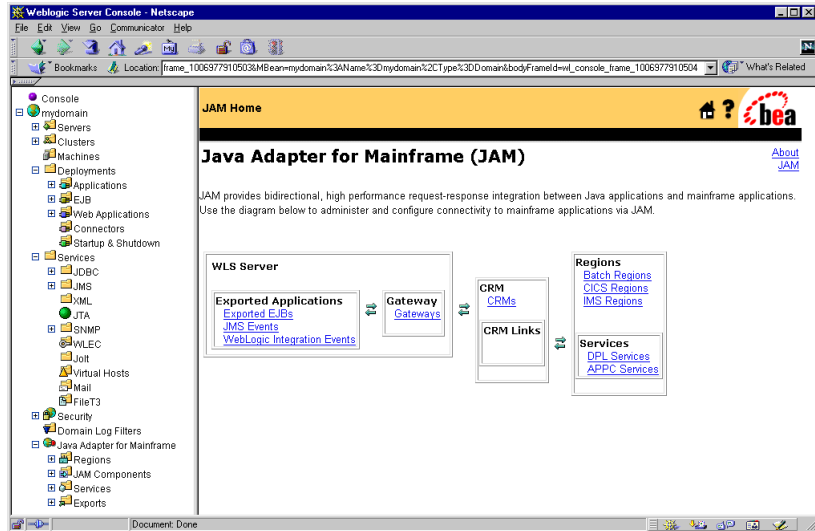 Weblogic Server Console - Netscape
File Edit View Go Communicator Help
Bookmarks Location: frame_1006977910503&MBean=mydomain%3AName%3Dmydomain%2CType%3DDomain&bodyFrameId=wl_console_frame_1006977910504 What's Related
Console
mydomain
Servers
Clusters
Machines
Deployments
Applications
EJB
Web Applications
Connectors
Startup & Shutdown
Services
JDBC
JMS
XML
JTA
SNMP
WLEC
Jolt
Virtual Hosts
Mail
FileT3
Security
Domain Log Filters
Java Adapter for Mainframe
Regions
JAM Components
Services
Exports
JAM Home
? bea
Java Adapter for Mainframe (JAM)
About
JAM
JAM provides bidirectional, high performance request-response integration between Java applications and mainframe applications.
Use the diagram below to administer and configure connectivity to mainframe applications via JAM.
WLS Server
Exported Applications
Exported EJBs
JMS Events
WebLogic Integration Events
Gateway
Gateways
CRM
CRMs
CRM Links
Regions
Batch Regions
CICS Regions
IMS Regions
Services
DPL Services
APPC Services
Document: Done